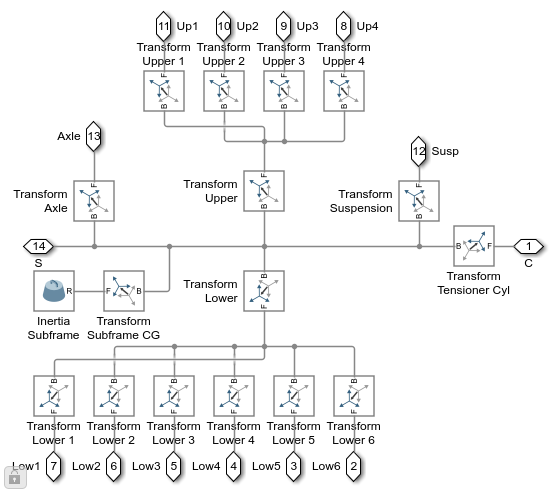 11 Up1 10 Up2 9 Up3 8 Up4
Transform Transform Transform Transform
Upper 1 Upper 2 Upper 3 Upper 4
F F F F
B B B B
Axle 13
12 Susp
Transform
Axle
F
B
Transform
Upper
F
B
Transform
Suspension
F
B
14
S
B F
1
C
Transform
Tensioner Cyl
R F B
Inertia
Subframe
Transform
Subframe CG
Transform
Lower
B
F
B B B B B B
F F F F F F
Transform Transform Transform Transform Transform Transform
Lower 1 Lower 2 Lower 3 Lower 4 Lower 5 Lower 6
Low1 7 Low2 6 Low3 5 Low4 4 Low5 3 Low6 2